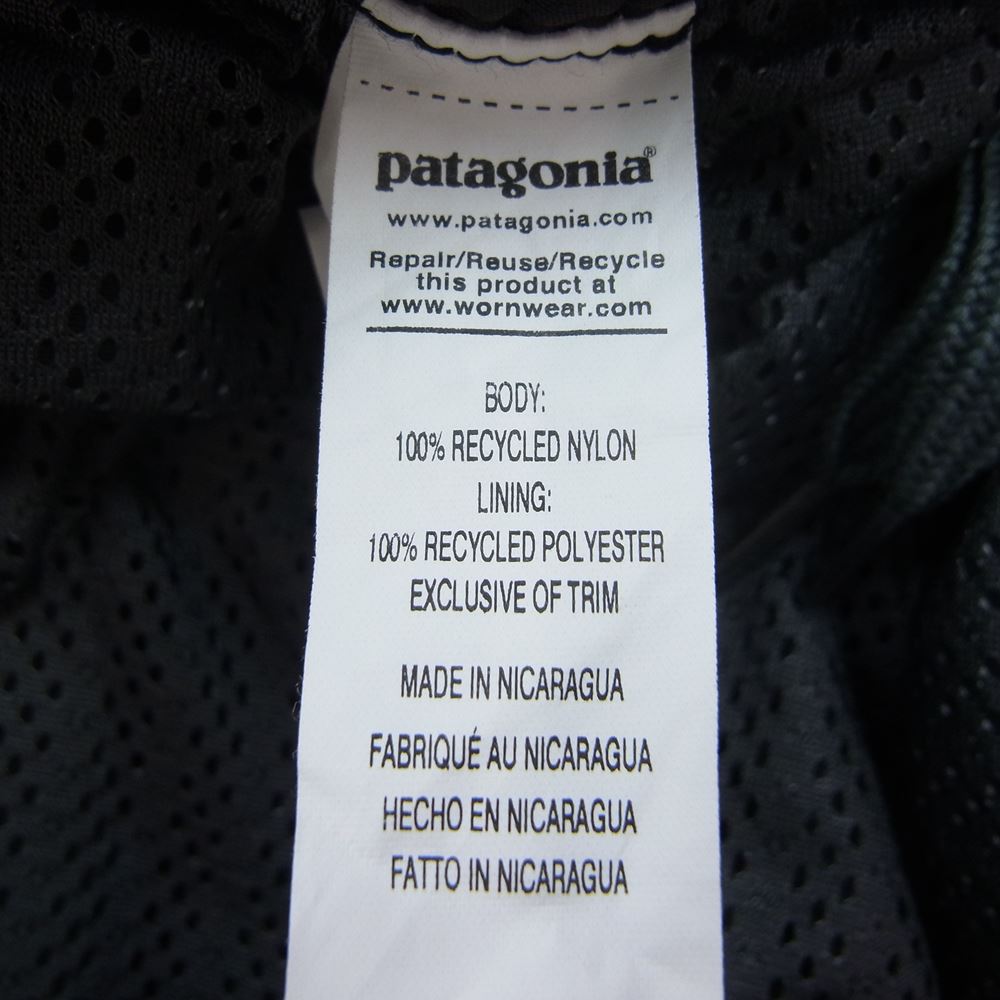 patagonia®
www.patagonia.com
Repair/Reuse/Recycle
this product at
www.wornwear.com
BODY:
100% RECYCLED NYLON
LINING:
100% RECYCLED POLYESTER
EXCLUSIVE OF TRIM
MADE IN NICARAGUA
FABRIQUÉ AU NICARAGUA
HECHO EN NICARAGUA
FATTO IN NICARAGUA